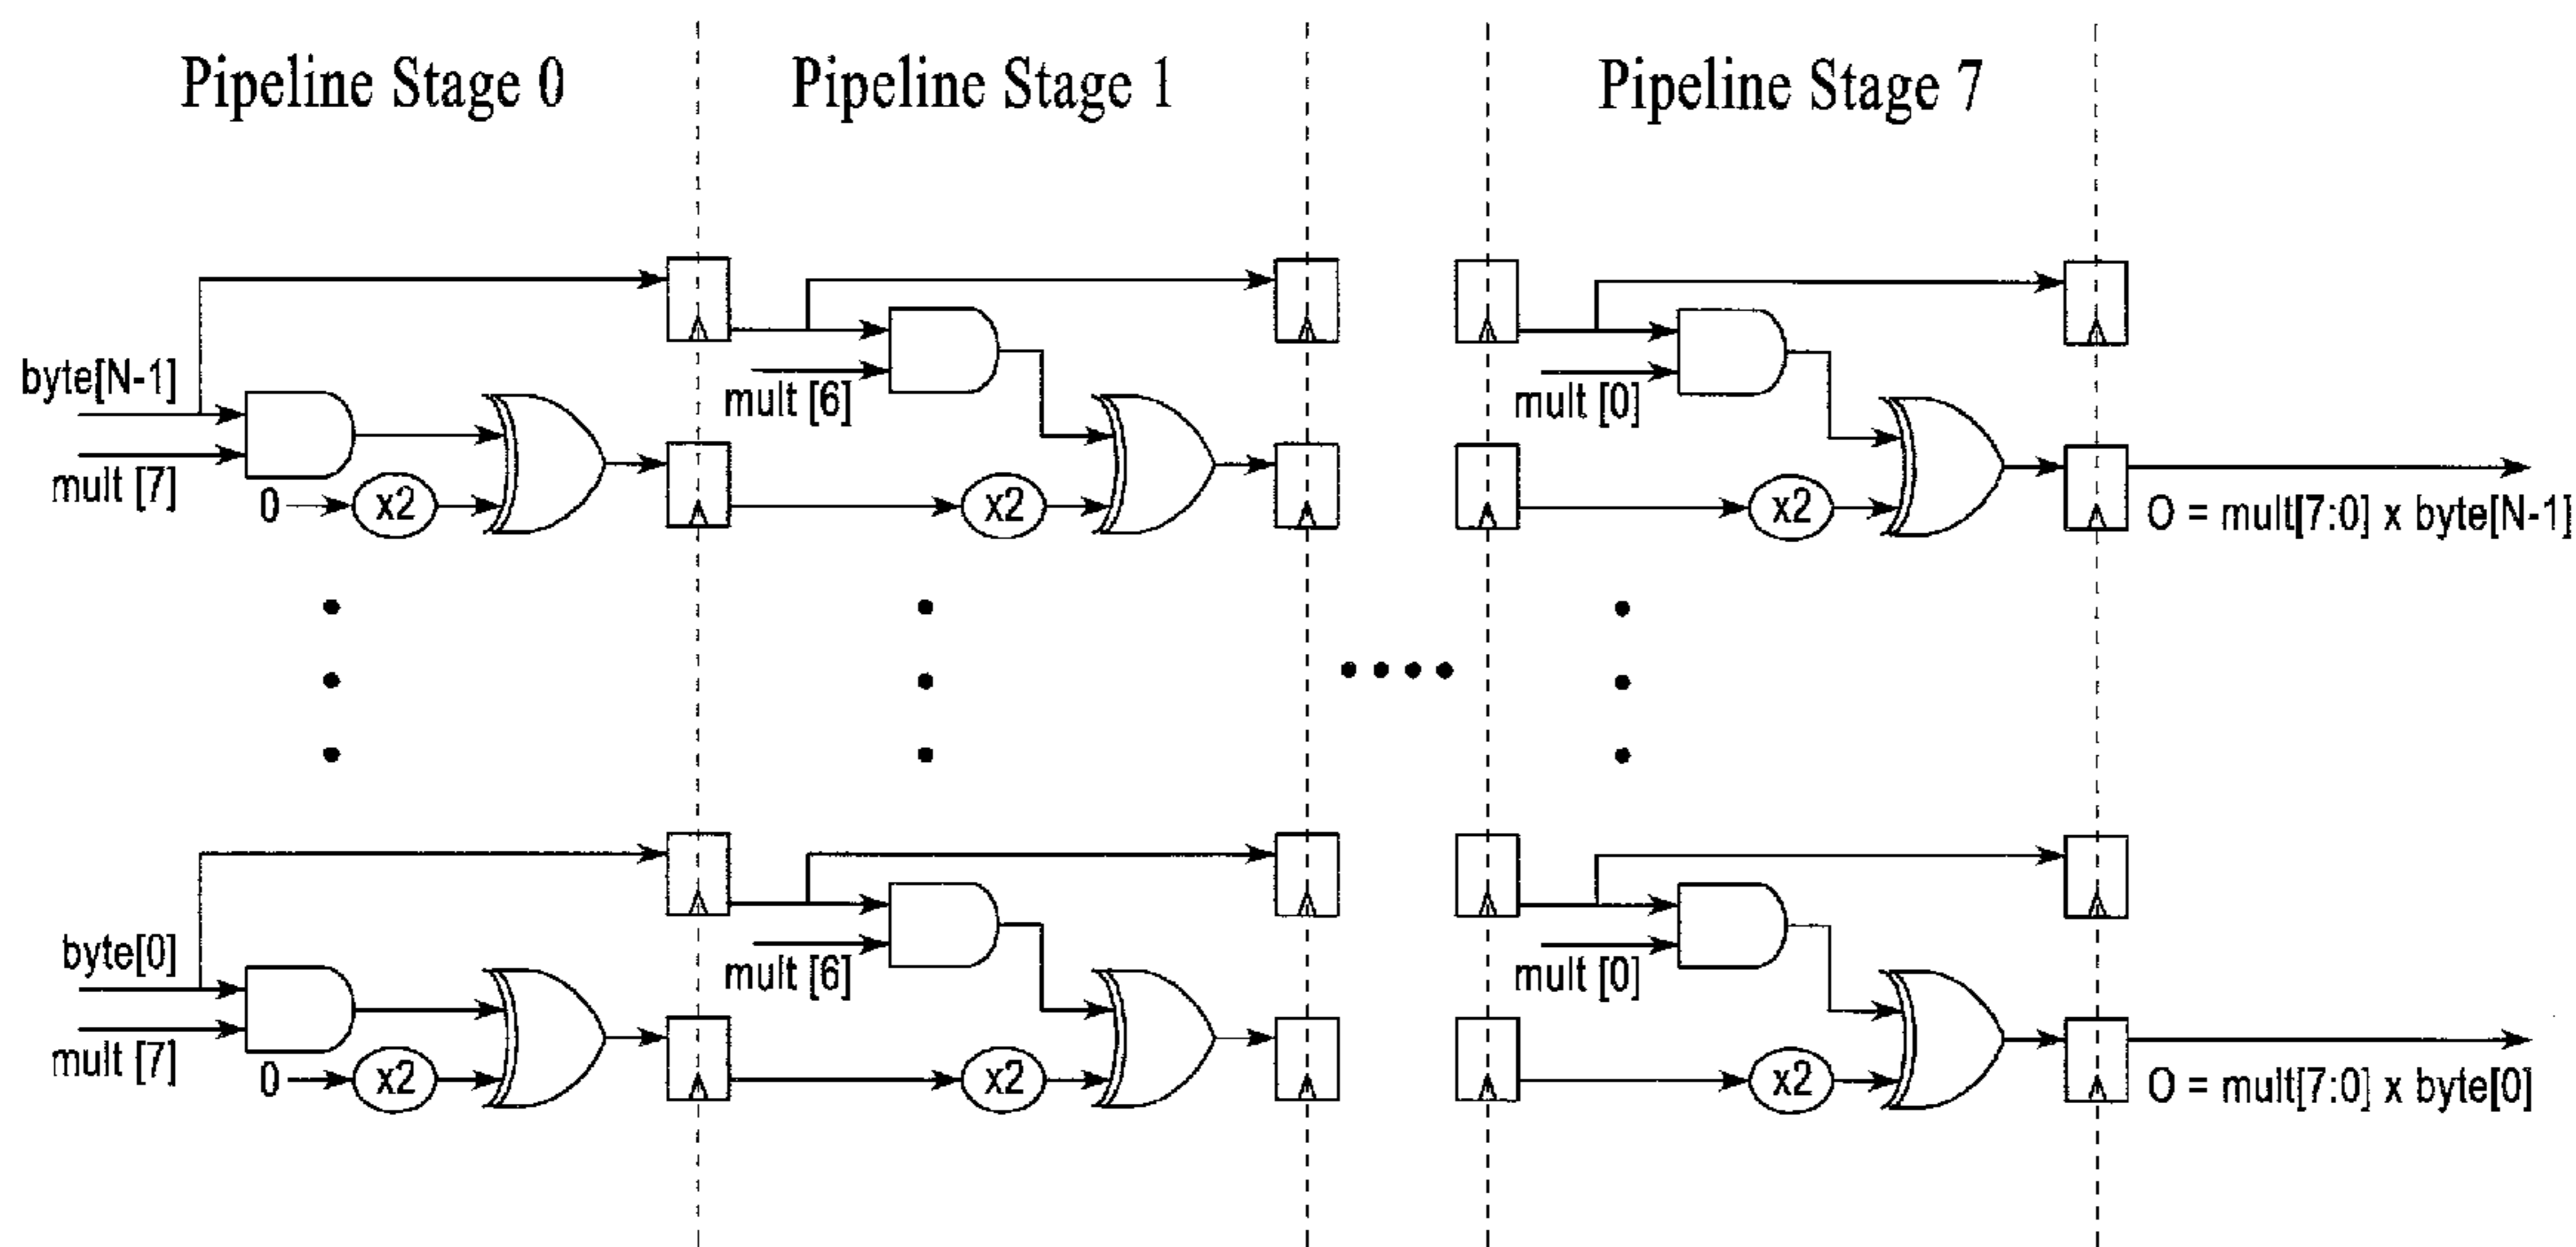 Pipeline Stage 0
Pipeline Stage 1
Pipeline Stage 7
byte[N-1]
mult [7]
0
x2
mult [6]
x2
mult [0]
x2
O = mult[7:0] x byte[N-1]
byte[0]
mult [7]
0
x2
mult [6]
x2
mult [0]
x2
O = mult[7:0] x byte[0]